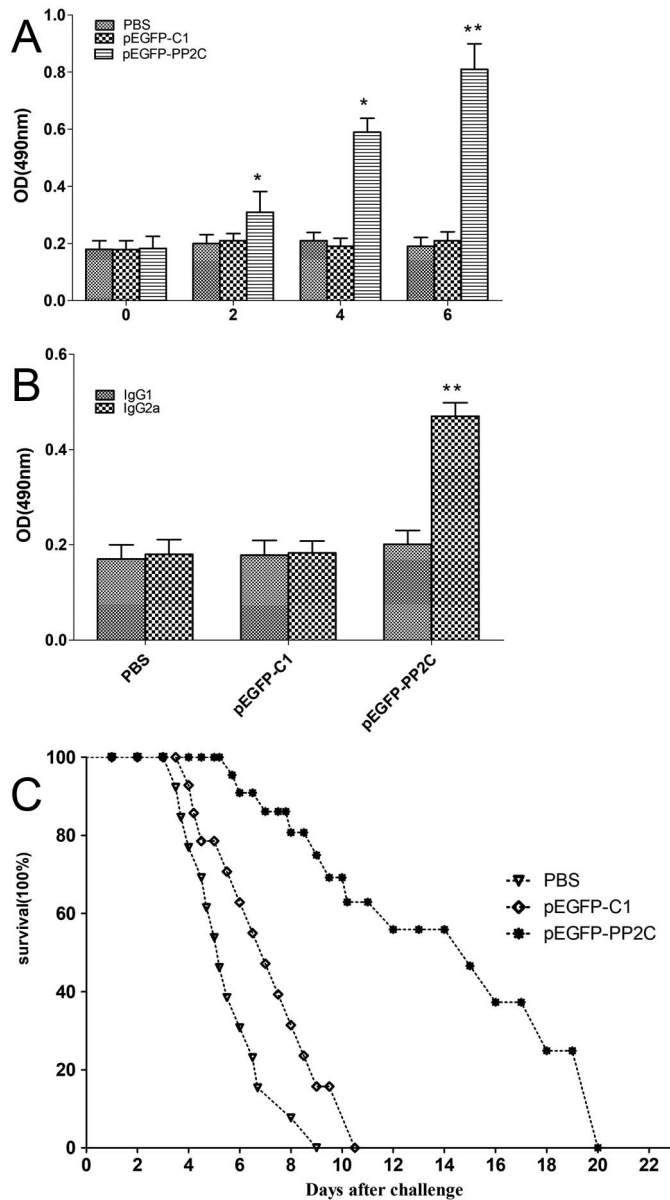 A
PBS
pEGFP-C1
pEGFP-PP2C
OD(490nm)
1.0
0.8
0.6
0.4
0.2
0.0
*
*
**
0 2 4 6
B
IgG1
IgG2a
OD(490nm)
0.6
0.4
0.2
0.0
**
PBS
pEGFP-C1
pEGFP-PP2C
C
survival(100%)
100
80
60
40
20
0
PBS
pEGFP-C1
pEGFP-PP2C
0 2 4 6 8 10 12 14 16 18 20 22
Days after challenge